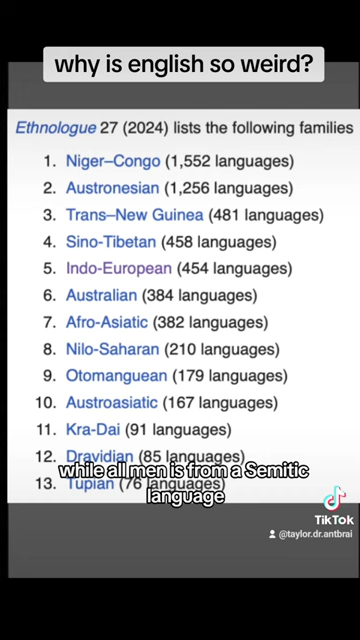 why is english so weird?
Ethnologue 27 (2024) lists the following families
1. Niger–Congo (1,552 languages)
2. Austronesian (1,256 languages)
3. Trans–New Guinea (481 languages)
4. Sino-Tibetan (458 languages)
5. Indo-European (454 languages)
6. Australian (384 languages)
7. Afro-Asiatic (382 languages)
8. Nilo-Saharan (210 languages)
9. Otomanguean (179 languages)
10. Austroasiatic (167 languages)
11. Kra-Dai (91 languages)
12. Dravidian (85 languages)
while all men is from a Semitic
13. Tupian (76 languages)
language
TikTok
@taylor.dr.antbrai